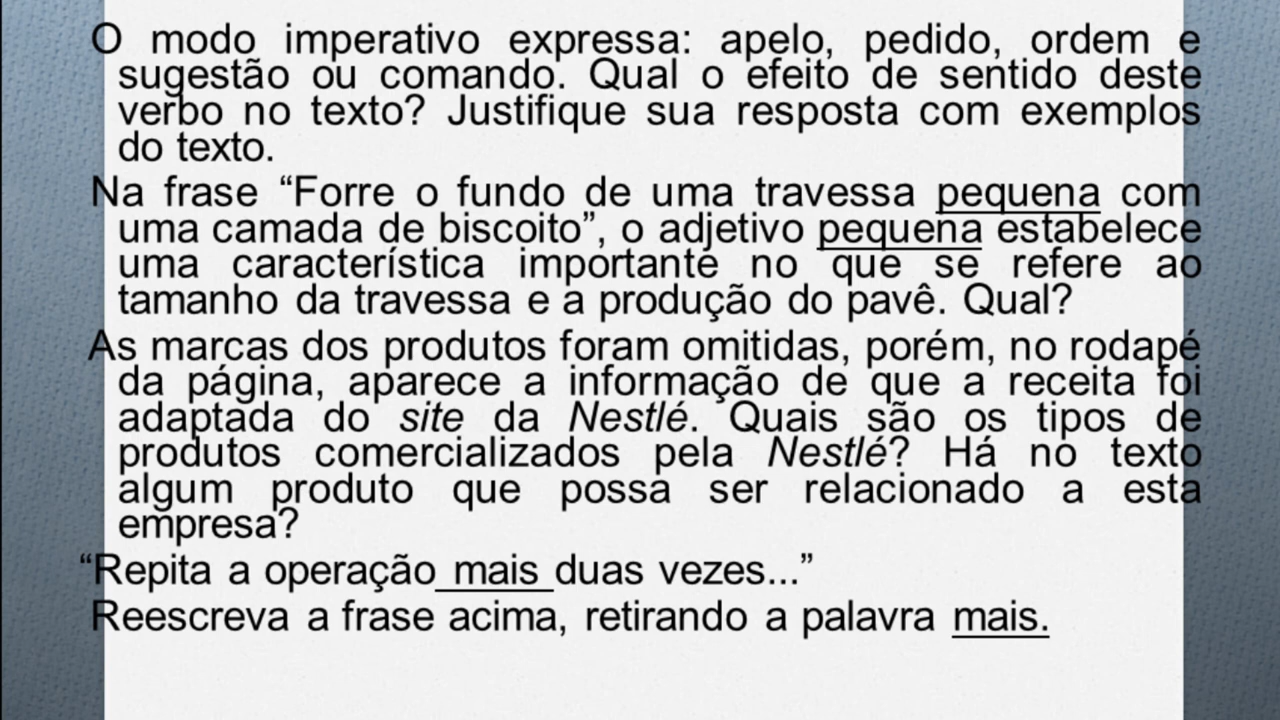 O modo imperativo expressa: apelo, pedido, ordem e
sugestão ou comando. Qual o efeito de sentido deste
verbo no texto? Justifique sua resposta com exemplos
do texto.
Na frase “Forre o fundo de uma travessa pequena com
uma camada de biscoito”, o adjetivo pequena estabelece
uma característica importante no que se refere ao
tamanho da travessa e a produção do pavê. Qual?
As marcas dos produtos foram omitidas, porém, no rodapé
da página, aparece a informação de que a receita foi
adaptada do site da Nestlé. Quais são os tipos de
produtos comercializados pela Nestlé? Há no texto
algum produto que possa ser relacionado a esta
empresa?
“Repita a operação mais duas vezes...”
Reescreva a frase acima, retirando a palavra mais.